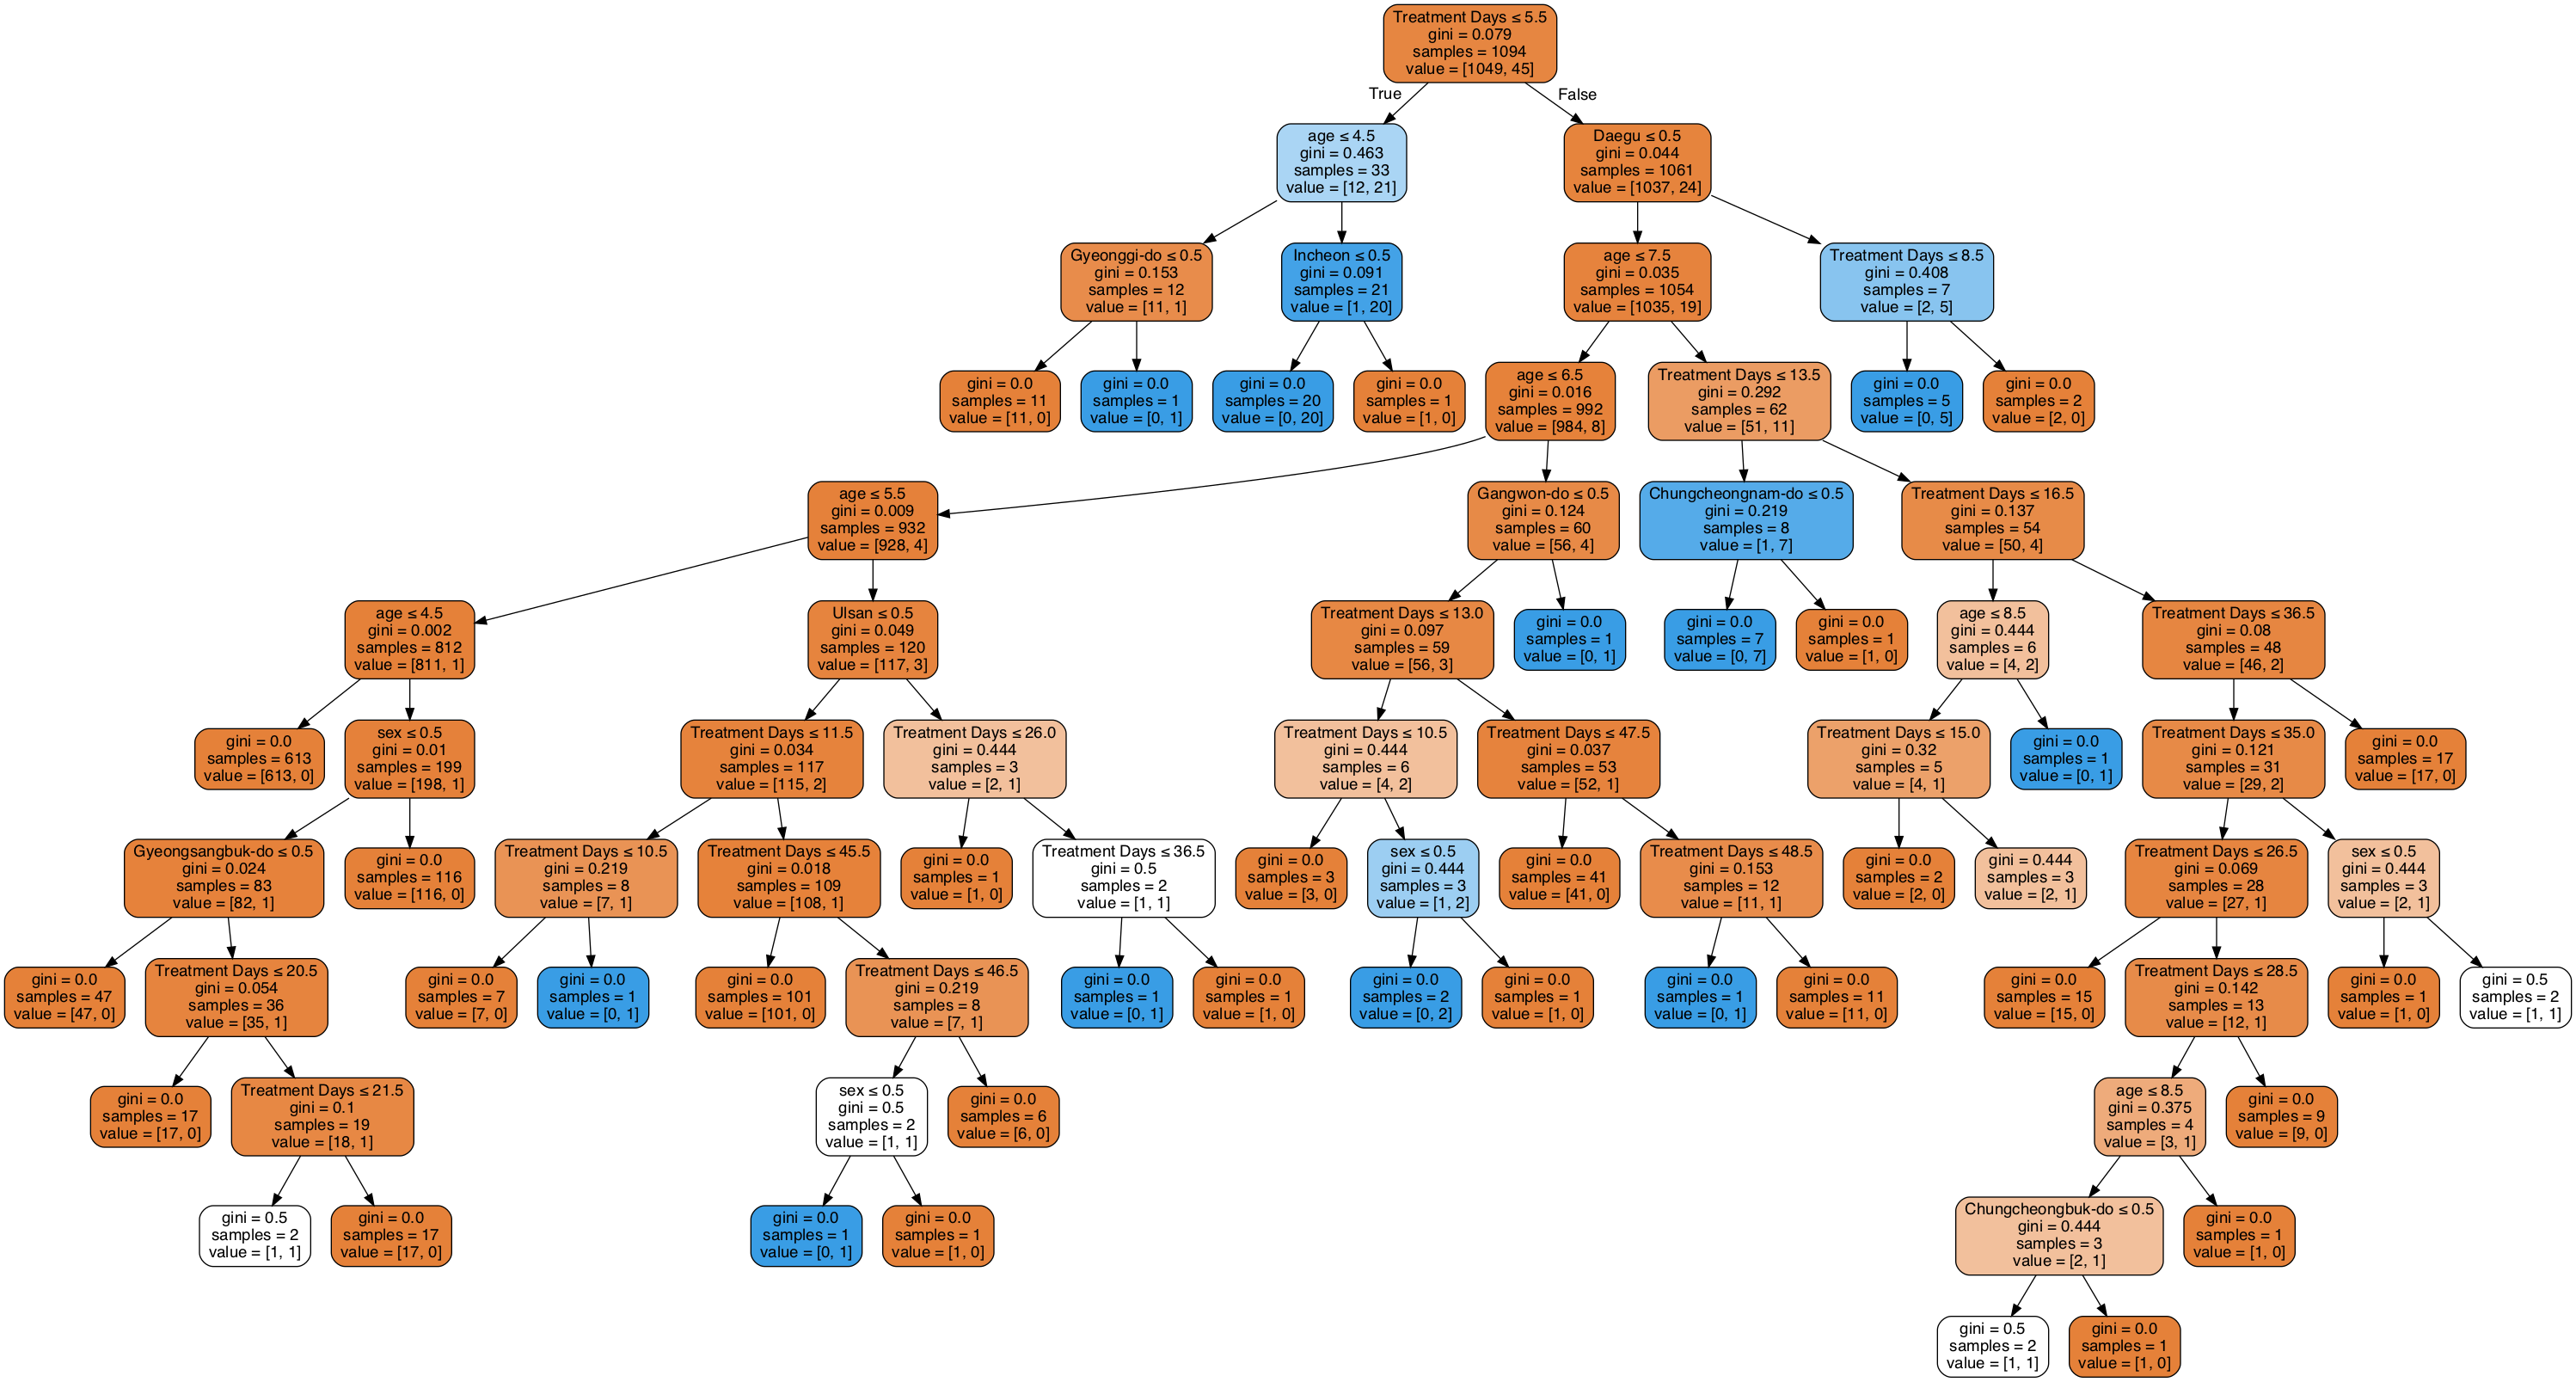 Treatment Days ≤ 5.5
gini = 0.079
samples = 1094
value = [1049, 45]
True
False
age ≤ 4.5
gini = 0.463
samples = 33
value = [12, 21]
Daegu ≤ 0.5
gini = 0.044
samples = 1061
value = [1037, 24]
Gyeonggi-do ≤ 0.5
gini = 0.153
samples = 12
value = [11, 1]
Incheon ≤ 0.5
gini = 0.091
samples = 21
value = [1, 20]
age ≤ 7.5
gini = 0.035
samples = 1054
value = [1035, 19]
Treatment Days ≤ 8.5
gini = 0.408
samples = 7
value = [2, 5]
gini = 0.0
samples = 11
value = [11, 0]
gini = 0.0
samples = 1
value = [0, 1]
gini = 0.0
samples = 20
value = [0, 20]
gini = 0.0
samples = 1
value = [1, 0]
age ≤ 6.5
gini = 0.016
samples = 992
value = [984, 8]
Treatment Days ≤ 13.5
gini = 0.292
samples = 62
value = [51, 11]
gini = 0.0
samples = 5
value = [0, 5]
gini = 0.0
samples = 2
value = [2, 0]
age ≤ 5.5
gini = 0.009
samples = 932
value = [928, 4]
Gangwon-do ≤ 0.5
gini = 0.124
samples = 60
value = [56, 4]
Chungcheongnam-do ≤ 0.5
gini = 0.219
samples = 8
value = [1, 7]
Treatment Days ≤ 16.5
gini = 0.137
samples = 54
value = [50, 4]
age ≤ 4.5
gini = 0.002
samples = 812
value = [811, 1]
Ulsan ≤ 0.5
gini = 0.049
samples = 120
value = [117, 3]
Treatment Days ≤ 13.0
gini = 0.097
samples = 59
value = [56, 3]
gini = 0.0
samples = 1
value = [0, 1]
gini = 0.0
samples = 7
value = [0, 7]
gini = 0.0
samples = 1
value = [1, 0]
age ≤ 8.5
gini = 0.444
samples = 6
value = [4, 2]
Treatment Days ≤ 36.5
gini = 0.08
samples = 48
value = [46, 2]
gini = 0.0
samples = 613
value = [613, 0]
sex ≤ 0.5
gini = 0.01
samples = 199
value = [198, 1]
Treatment Days ≤ 11.5
gini = 0.034
samples = 117
value = [115, 2]
Treatment Days ≤ 26.0
gini = 0.444
samples = 3
value = [2, 1]
Treatment Days ≤ 10.5
gini = 0.444
samples = 6
value = [4, 2]
Treatment Days ≤ 47.5
gini = 0.037
samples = 53
value = [52, 1]
Treatment Days ≤ 15.0
gini = 0.32
samples = 5
value = [4, 1]
gini = 0.0
samples = 1
value = [0, 1]
Treatment Days ≤ 35.0
gini = 0.121
samples = 31
value = [29, 2]
gini = 0.0
samples = 17
value = [17, 0]
Gyeongsangbuk-do ≤ 0.5
gini = 0.024
samples = 83
value = [82, 1]
gini = 0.0
samples = 116
value = [116, 0]
Treatment Days ≤ 10.5
gini = 0.219
samples = 8
value = [7, 1]
Treatment Days ≤ 45.5
gini = 0.018
samples = 109
value = [108, 1]
gini = 0.0
samples = 1
value = [1, 0]
Treatment Days ≤ 36.5
gini = 0.5
samples = 2
value = [1, 1]
gini = 0.0
samples = 3
value = [3, 0]
sex ≤ 0.5
gini = 0.444
samples = 3
value = [1, 2]
gini = 0.0
samples = 41
value = [41, 0]
Treatment Days ≤ 48.5
gini = 0.153
samples = 12
value = [11, 1]
gini = 0.0
samples = 2
value = [2, 0]
gini = 0.444
samples = 3
value = [2, 1]
Treatment Days ≤ 26.5
gini = 0.069
samples = 28
value = [27, 1]
sex ≤ 0.5
gini = 0.444
samples = 3
value = [2, 1]
gini = 0.0
samples = 47
value = [47, 0]
Treatment Days ≤ 20.5
gini = 0.054
samples = 36
value = [35, 1]
gini = 0.0
samples = 7
value = [7, 0]
gini = 0.0
samples = 1
value = [0, 1]
gini = 0.0
samples = 101
value = [101, 0]
Treatment Days ≤ 46.5
gini = 0.219
samples = 8
value = [7, 1]
gini = 0.0
samples = 1
value = [0, 1]
gini = 0.0
samples = 1
value = [1, 0]
gini = 0.0
samples = 2
value = [0, 2]
gini = 0.0
samples = 1
value = [1, 0]
gini = 0.0
samples = 1
value = [0, 1]
gini = 0.0
samples = 11
value = [11, 0]
gini = 0.0
samples = 15
value = [15, 0]
Treatment Days ≤ 28.5
gini = 0.142
samples = 13
value = [12, 1]
gini = 0.0
samples = 1
value = [1, 0]
gini = 0.5
samples = 2
value = [1, 1]
gini = 0.0
samples = 17
value = [17, 0]
Treatment Days ≤ 21.5
gini = 0.1
samples = 19
value = [18, 1]
sex ≤ 0.5
gini = 0.5
samples = 2
value = [1, 1]
gini = 0.0
samples = 6
value = [6, 0]
age ≤ 8.5
gini = 0.375
samples = 4
value = [3, 1]
gini = 0.0
samples = 9
value = [9, 0]
gini = 0.5
samples = 2
value = [1, 1]
gini = 0.0
samples = 17
value = [17, 0]
gini = 0.0
samples = 1
value = [0, 1]
gini = 0.0
samples = 1
value = [1, 0]
Chungcheongbuk-do ≤ 0.5
gini = 0.444
samples = 3
value = [2, 1]
gini = 0.0
samples = 1
value = [1, 0]
gini = 0.5
samples = 2
value = [1, 1]
gini = 0.0
samples = 1
value = [1, 0]